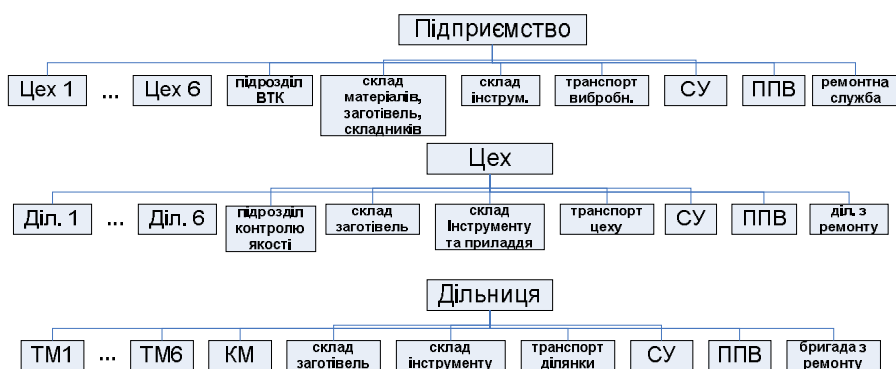 Підприємство
Цех 1 ... Цех 6
підрозділ
ВТК
склад
матеріалів,
заготівель,
складників
склад
інструм.
транспорт
вибробн.
СУ
ППВ
ремонтна
служба
Цех
Діл. 1 ... Діл. 6
підрозділ
контролю
якості
склад
заготівель
склад
Інструменту
та приладдя
транспорт
цеху
СУ
ППВ
діл. з
ремонту
Дільниця
ТМ1 ... ТМ6
КМ
склад
заготівель
склад
інструменту
транспорт
ділянки
СУ
ППВ
бригада з
ремонту